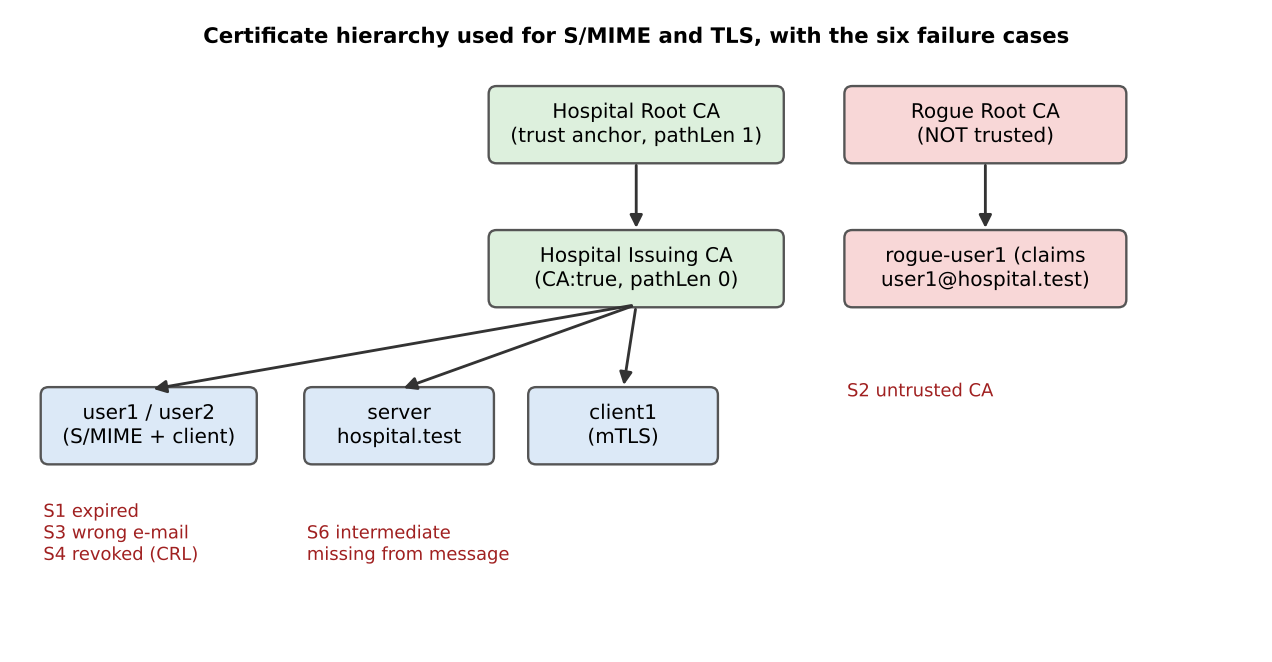 Certificate hierarchy used for S/MIME and TLS, with the six failure cases
Hospital Root CA
(trust anchor, pathLen 1)
Rogue Root CA
(NOT trusted)
Hospital Issuing CA
(CA:true, pathLen 0)
rogue-user1 (claims
user1@hospital.test)
user1 / user2
(S/MIME + client)
server
hospital.test
client1
(mTLS)
S2 untrusted CA
S1 expired
S3 wrong e-mail
S4 revoked (CRL)
S6 intermediate
missing from message